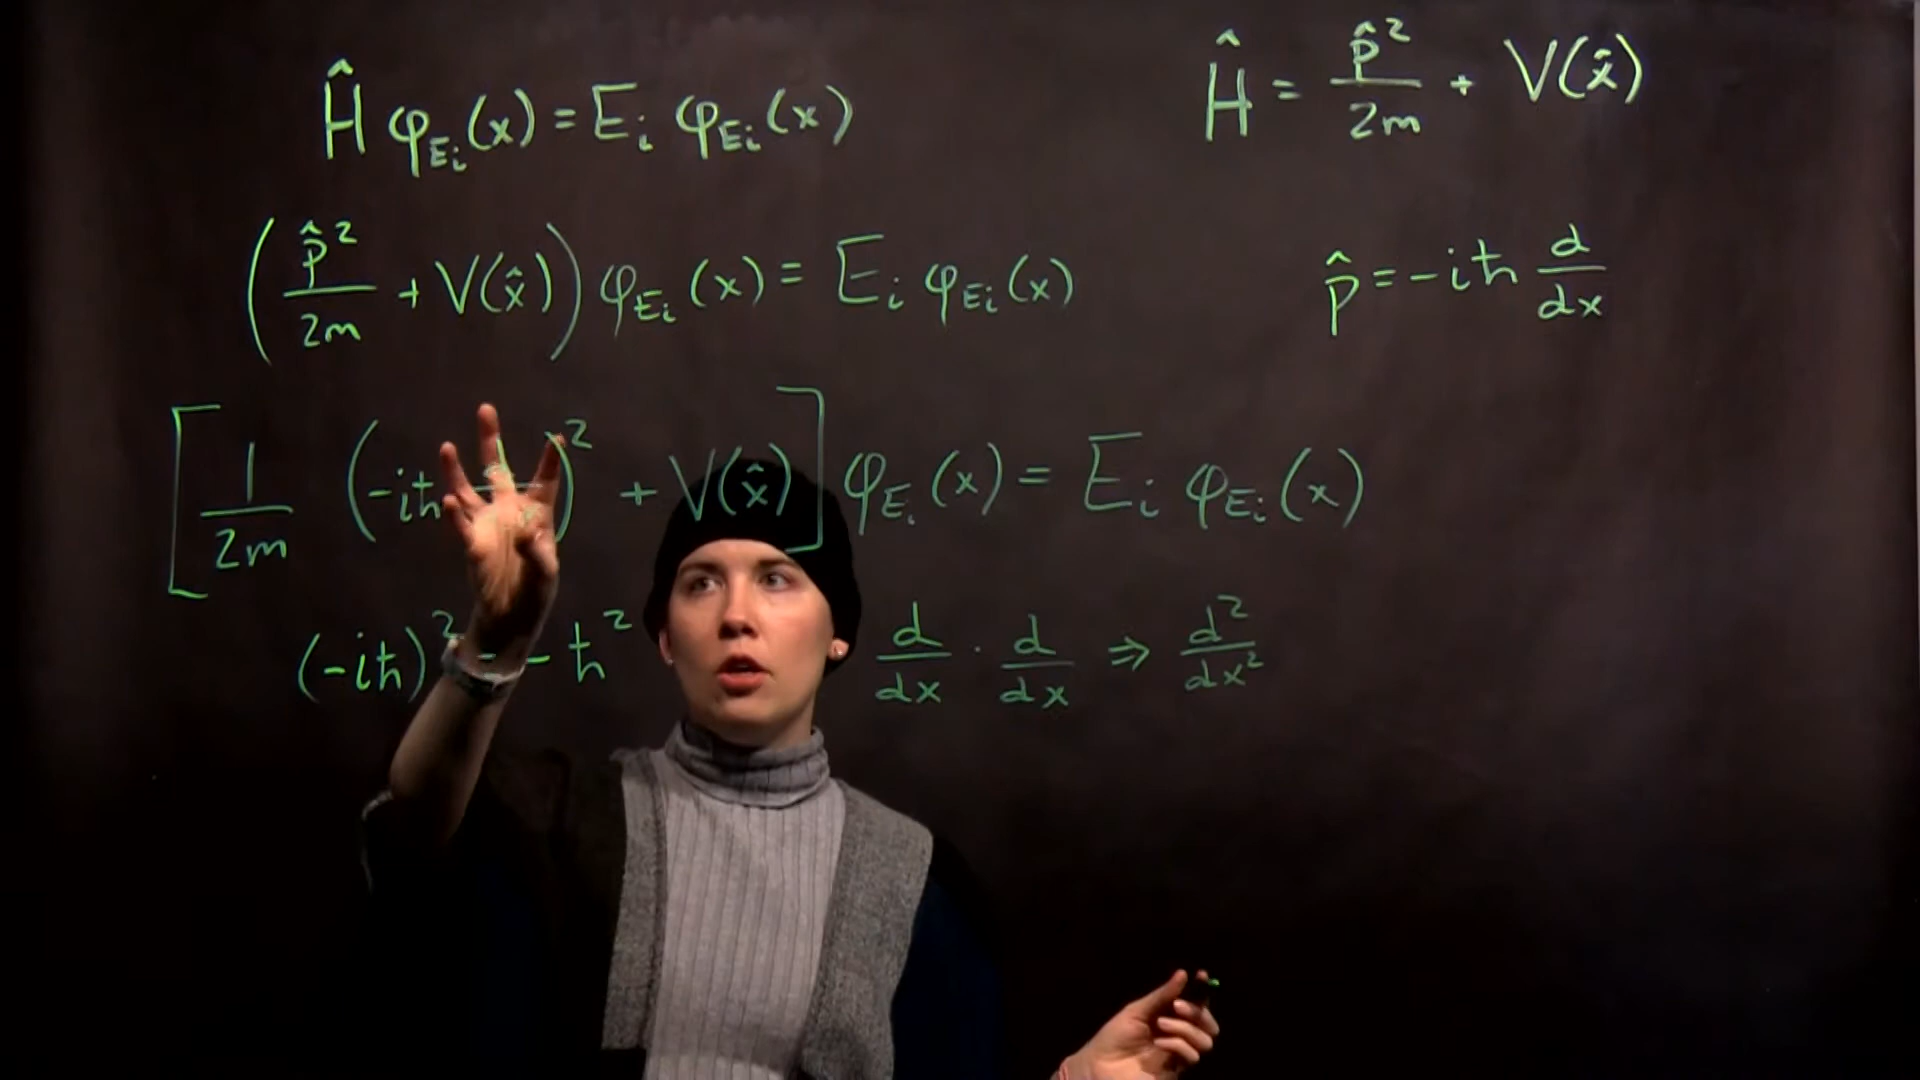 Ĥ φ_{E_i}(x) = E_i φ_{E_i}(x)
Ĥ = p̂²/2m + V(x̂)
(p̂²/2m + V(x̂)) φ_{E_i}(x) = E_i φ_{E_i}(x)
p̂ = -iħ d/dx
[1/2m (-iħ )² + V(x̂)] φ_{E_i}(x) = E_i φ_{E_i}(x)
(-iħ)² = -ħ² d/dx · d/dx ⇒ d²/dx²